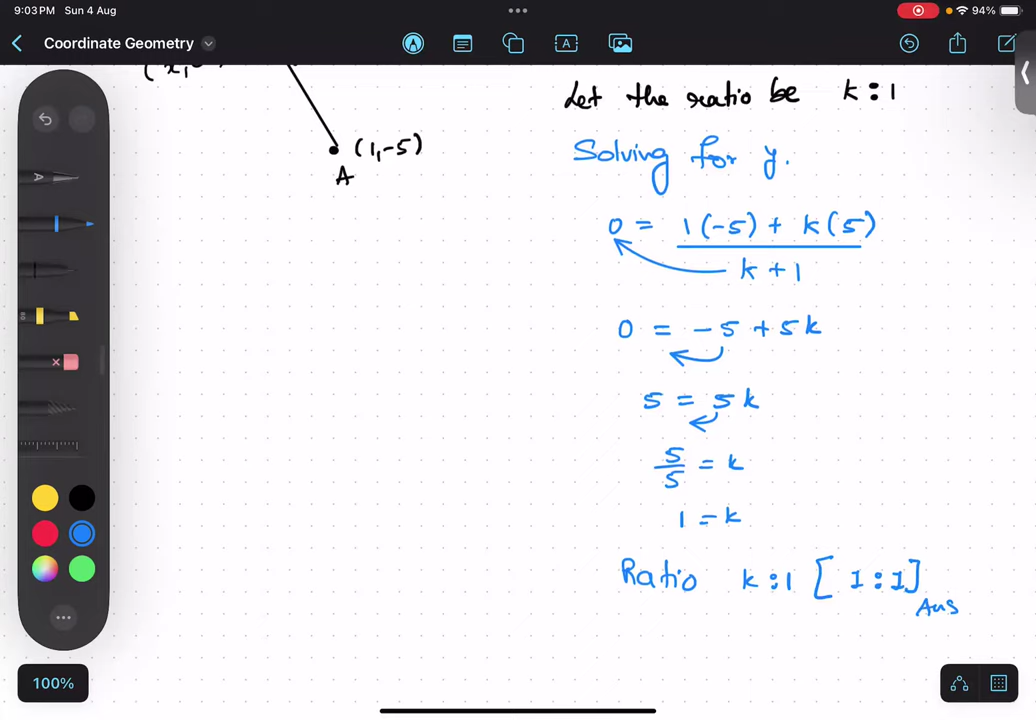 9:03 PM Sun 4 Aug
94%
Coordinate Geometry
A
(x,
(1,-5)
A
Let the ratio be k:1
Solving for y.
0 = 1(-5) + k(5)
k+1
0 = -5 + 5k
5 = 5k
5
5
= k
1 = k
Ratio k:1 [1:1]
Ans
A
80
100%